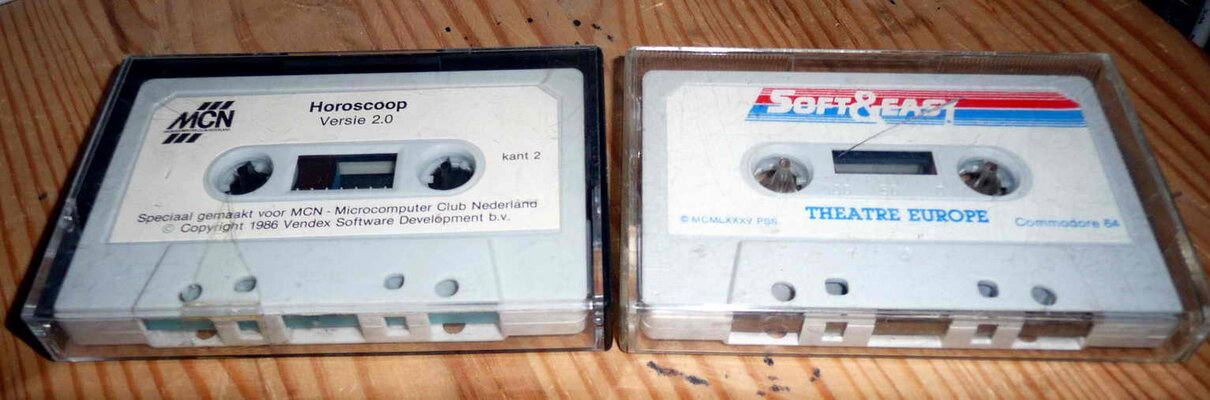 MCN
Horoscoop
Versie 2.0
kant 2
Speciaal gemaakt voor MCN - Microcomputer Club Nederland
© Copyright 1986 Vendex Software Development b.v.
SOFT & EASY
THEATRE EUROPE
© MCMLXXXV PSS
Commodore 64